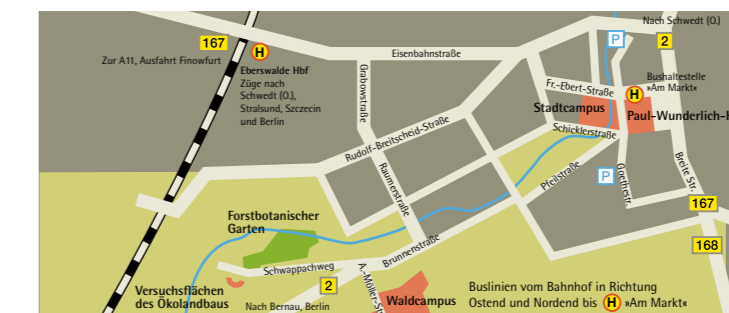 Nach Schwedt (O.)
P
2
167
H
Zur A11, Ausfahrt Finowfurt
Eisenbahnstraße
Eberswalde Hbf
Züge nach
Schwedt (O.),
Stralsund, Szczecin
und Berlin
Grabowstraße
Bushaltestelle
»Am Markt«
Fr.-Ebert-Straße
H
Stadtcampus
Paul-Wunderlich-H
Rudolf-Breitscheid-Straße
Schicklerstraße
Raumerstraße
Pfeilstraße
P
Goethestr.
Breite Str.
167
168
Forstbotanischer
Garten
Brunnenstraße
Schwappachweg
A.-Möller-Str
2
Versuchsflächen
des Ökolandbaus
Nach Bernau, Berlin
Waldcampus
Buslinien vom Bahnhof in Richtung
Ostend und Nordend bis H »Am Markt«